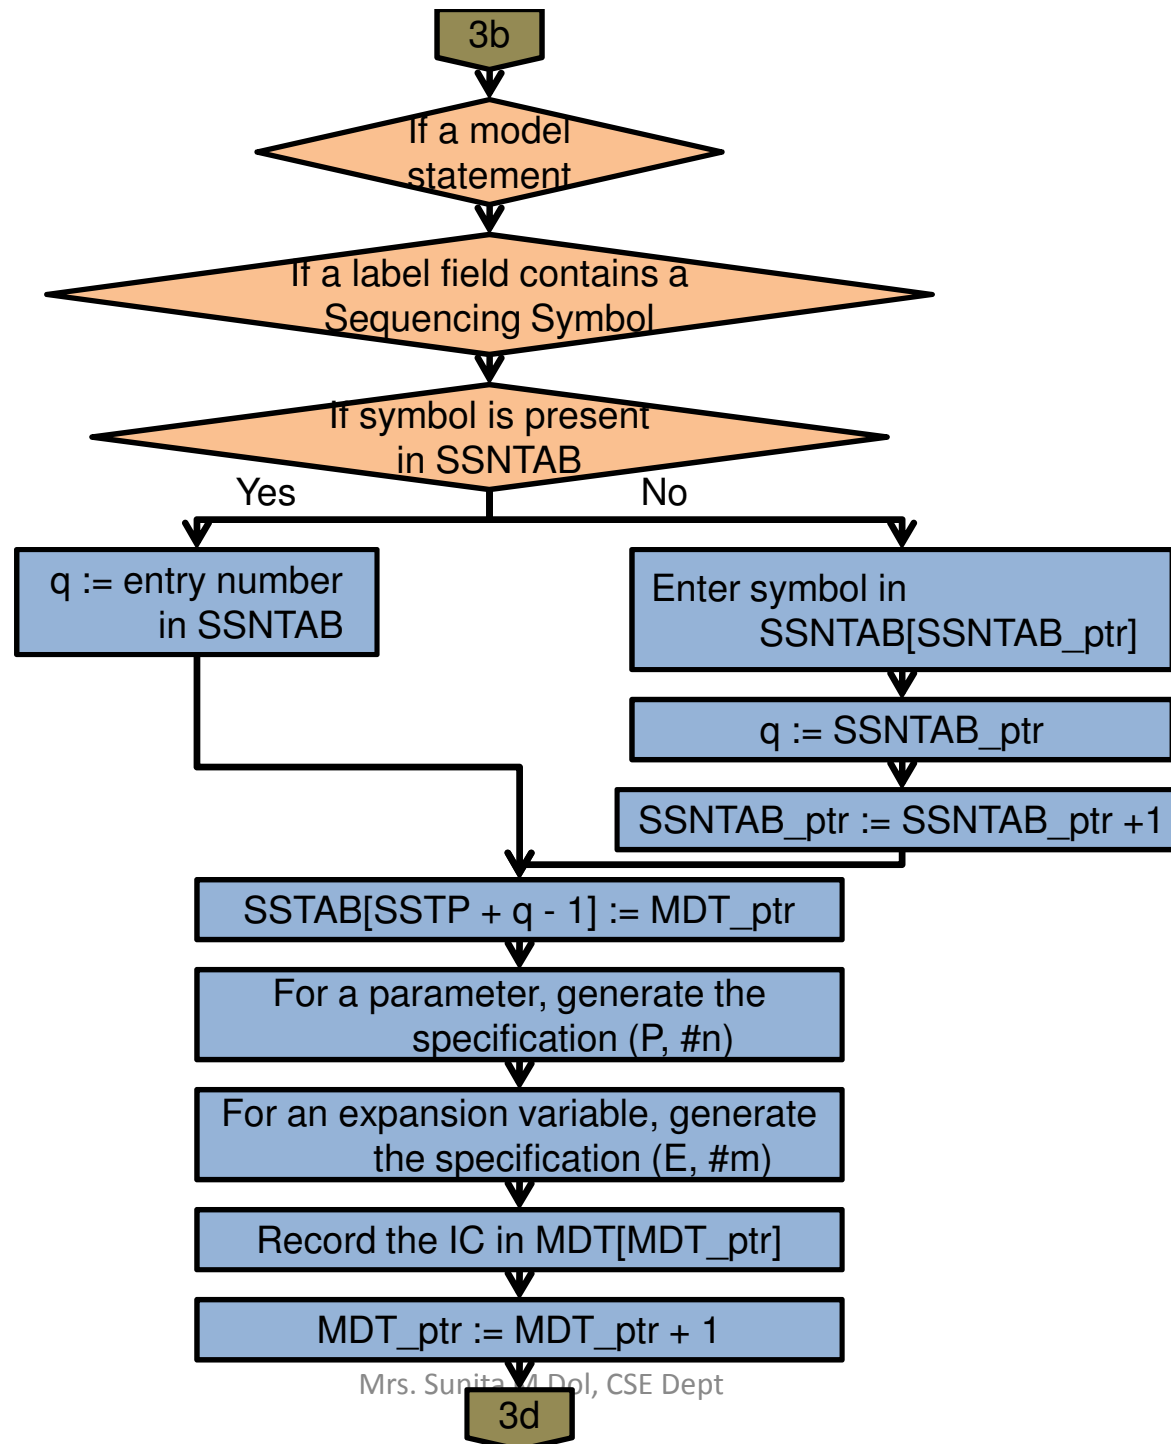 3b
If a model
statement
If a label field contains a
Sequencing Symbol
If symbol is present
in SSNTAB
Yes
No
q := entry number
in SSNTAB
Enter symbol in
SSNTAB[SSNTAB_ptr]
q := SSNTAB_ptr
SSNTAB_ptr := SSNTAB_ptr +1
SSTAB[SSTP + q - 1] := MDT_ptr
For a parameter, generate the
specification (P, #n)
For an expansion variable, generate
the specification (E, #m)
Record the IC in MDT[MDT_ptr]
MDT_ptr := MDT_ptr + 1
Mrs. Sunita M Dol, CSE Dept
3d